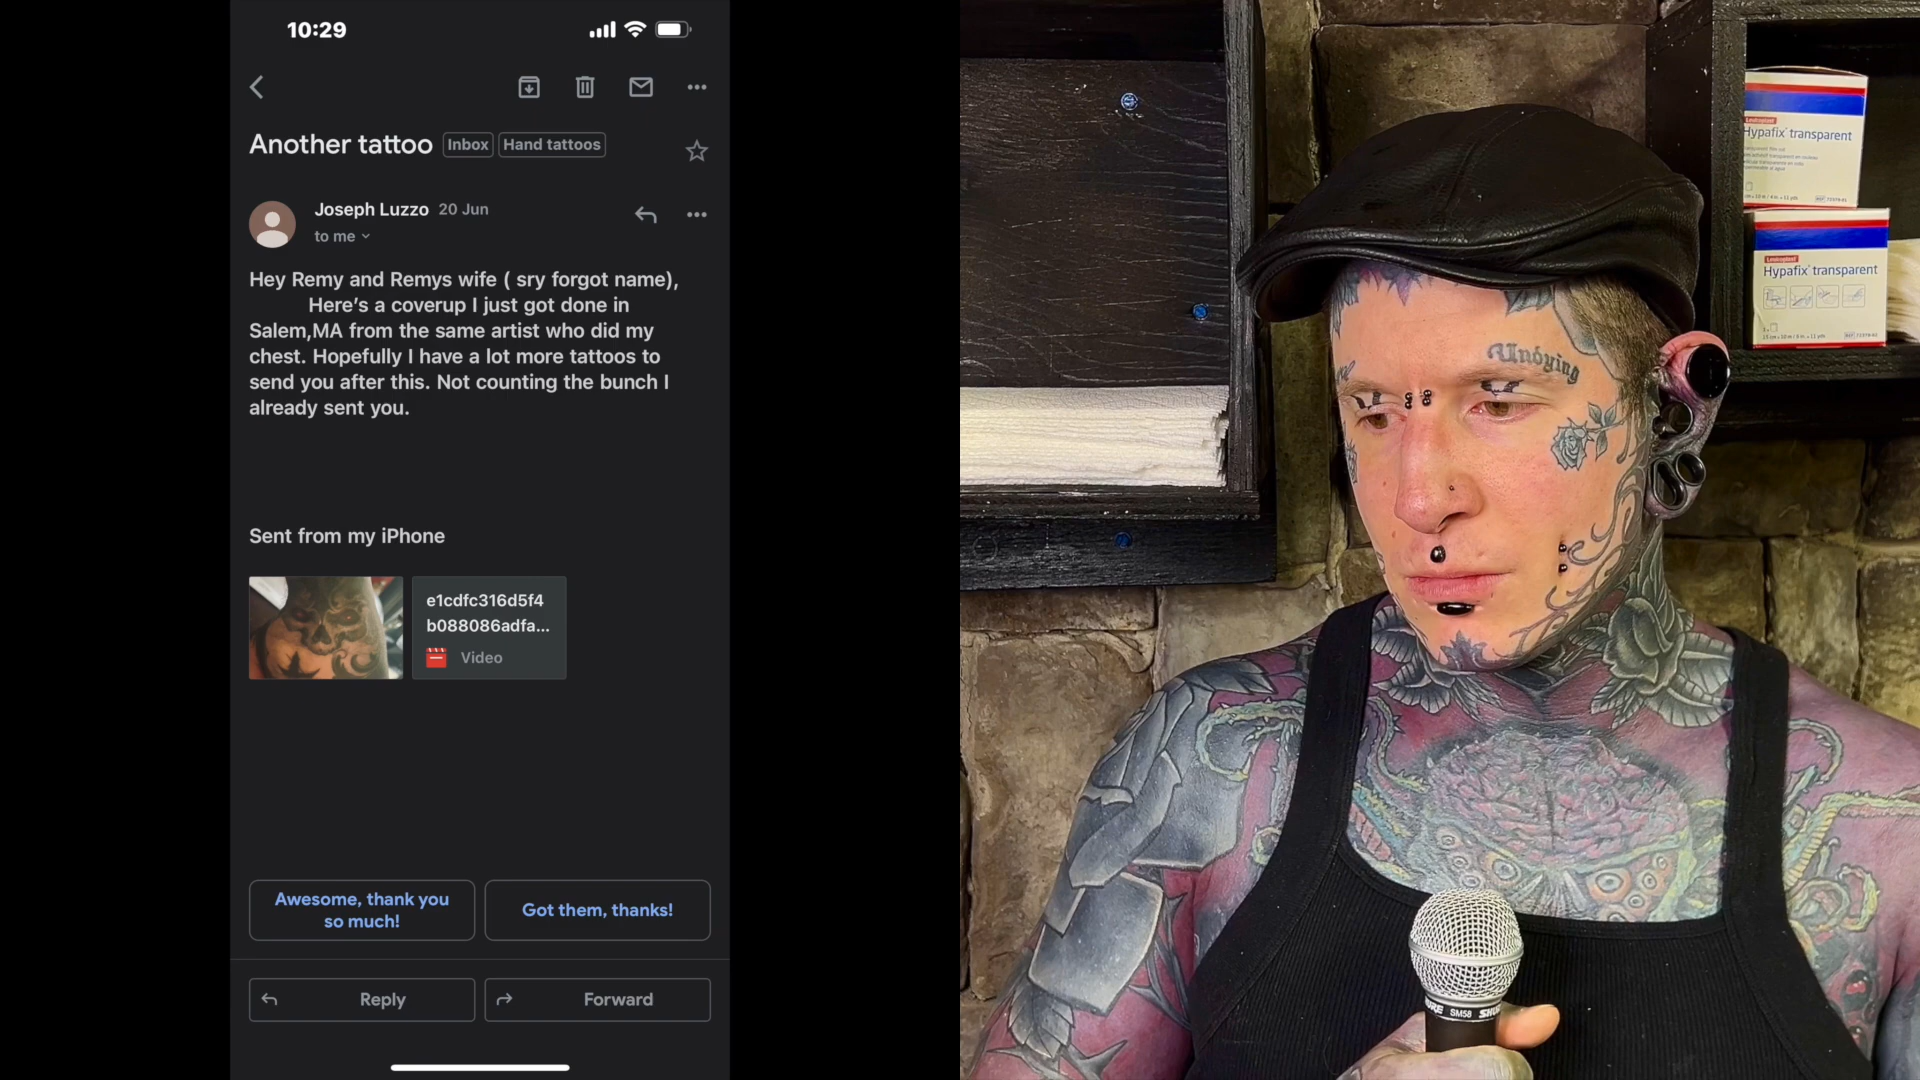 10:29
Another tattoo
Inbox
Hand tattoos
Joseph Luzzo 20 Jun
to me
Hey Remy and Remys wife ( sry forgot name),
Here's a coverup I just got done in
Salem,MA from the same artist who did my
chest. Hopefully I have a lot more tattoos to
send you after this. Not counting the bunch I
already sent you.
Sent from my iPhone
e1cdfc316d5f4
b088086adfa...
Video
Awesome, thank you
so much!
Got them, thanks!
Reply
Forward
Leukoplast
Hypafix transparent
Leukoplast
Hypafix transparent
Undying
SM58